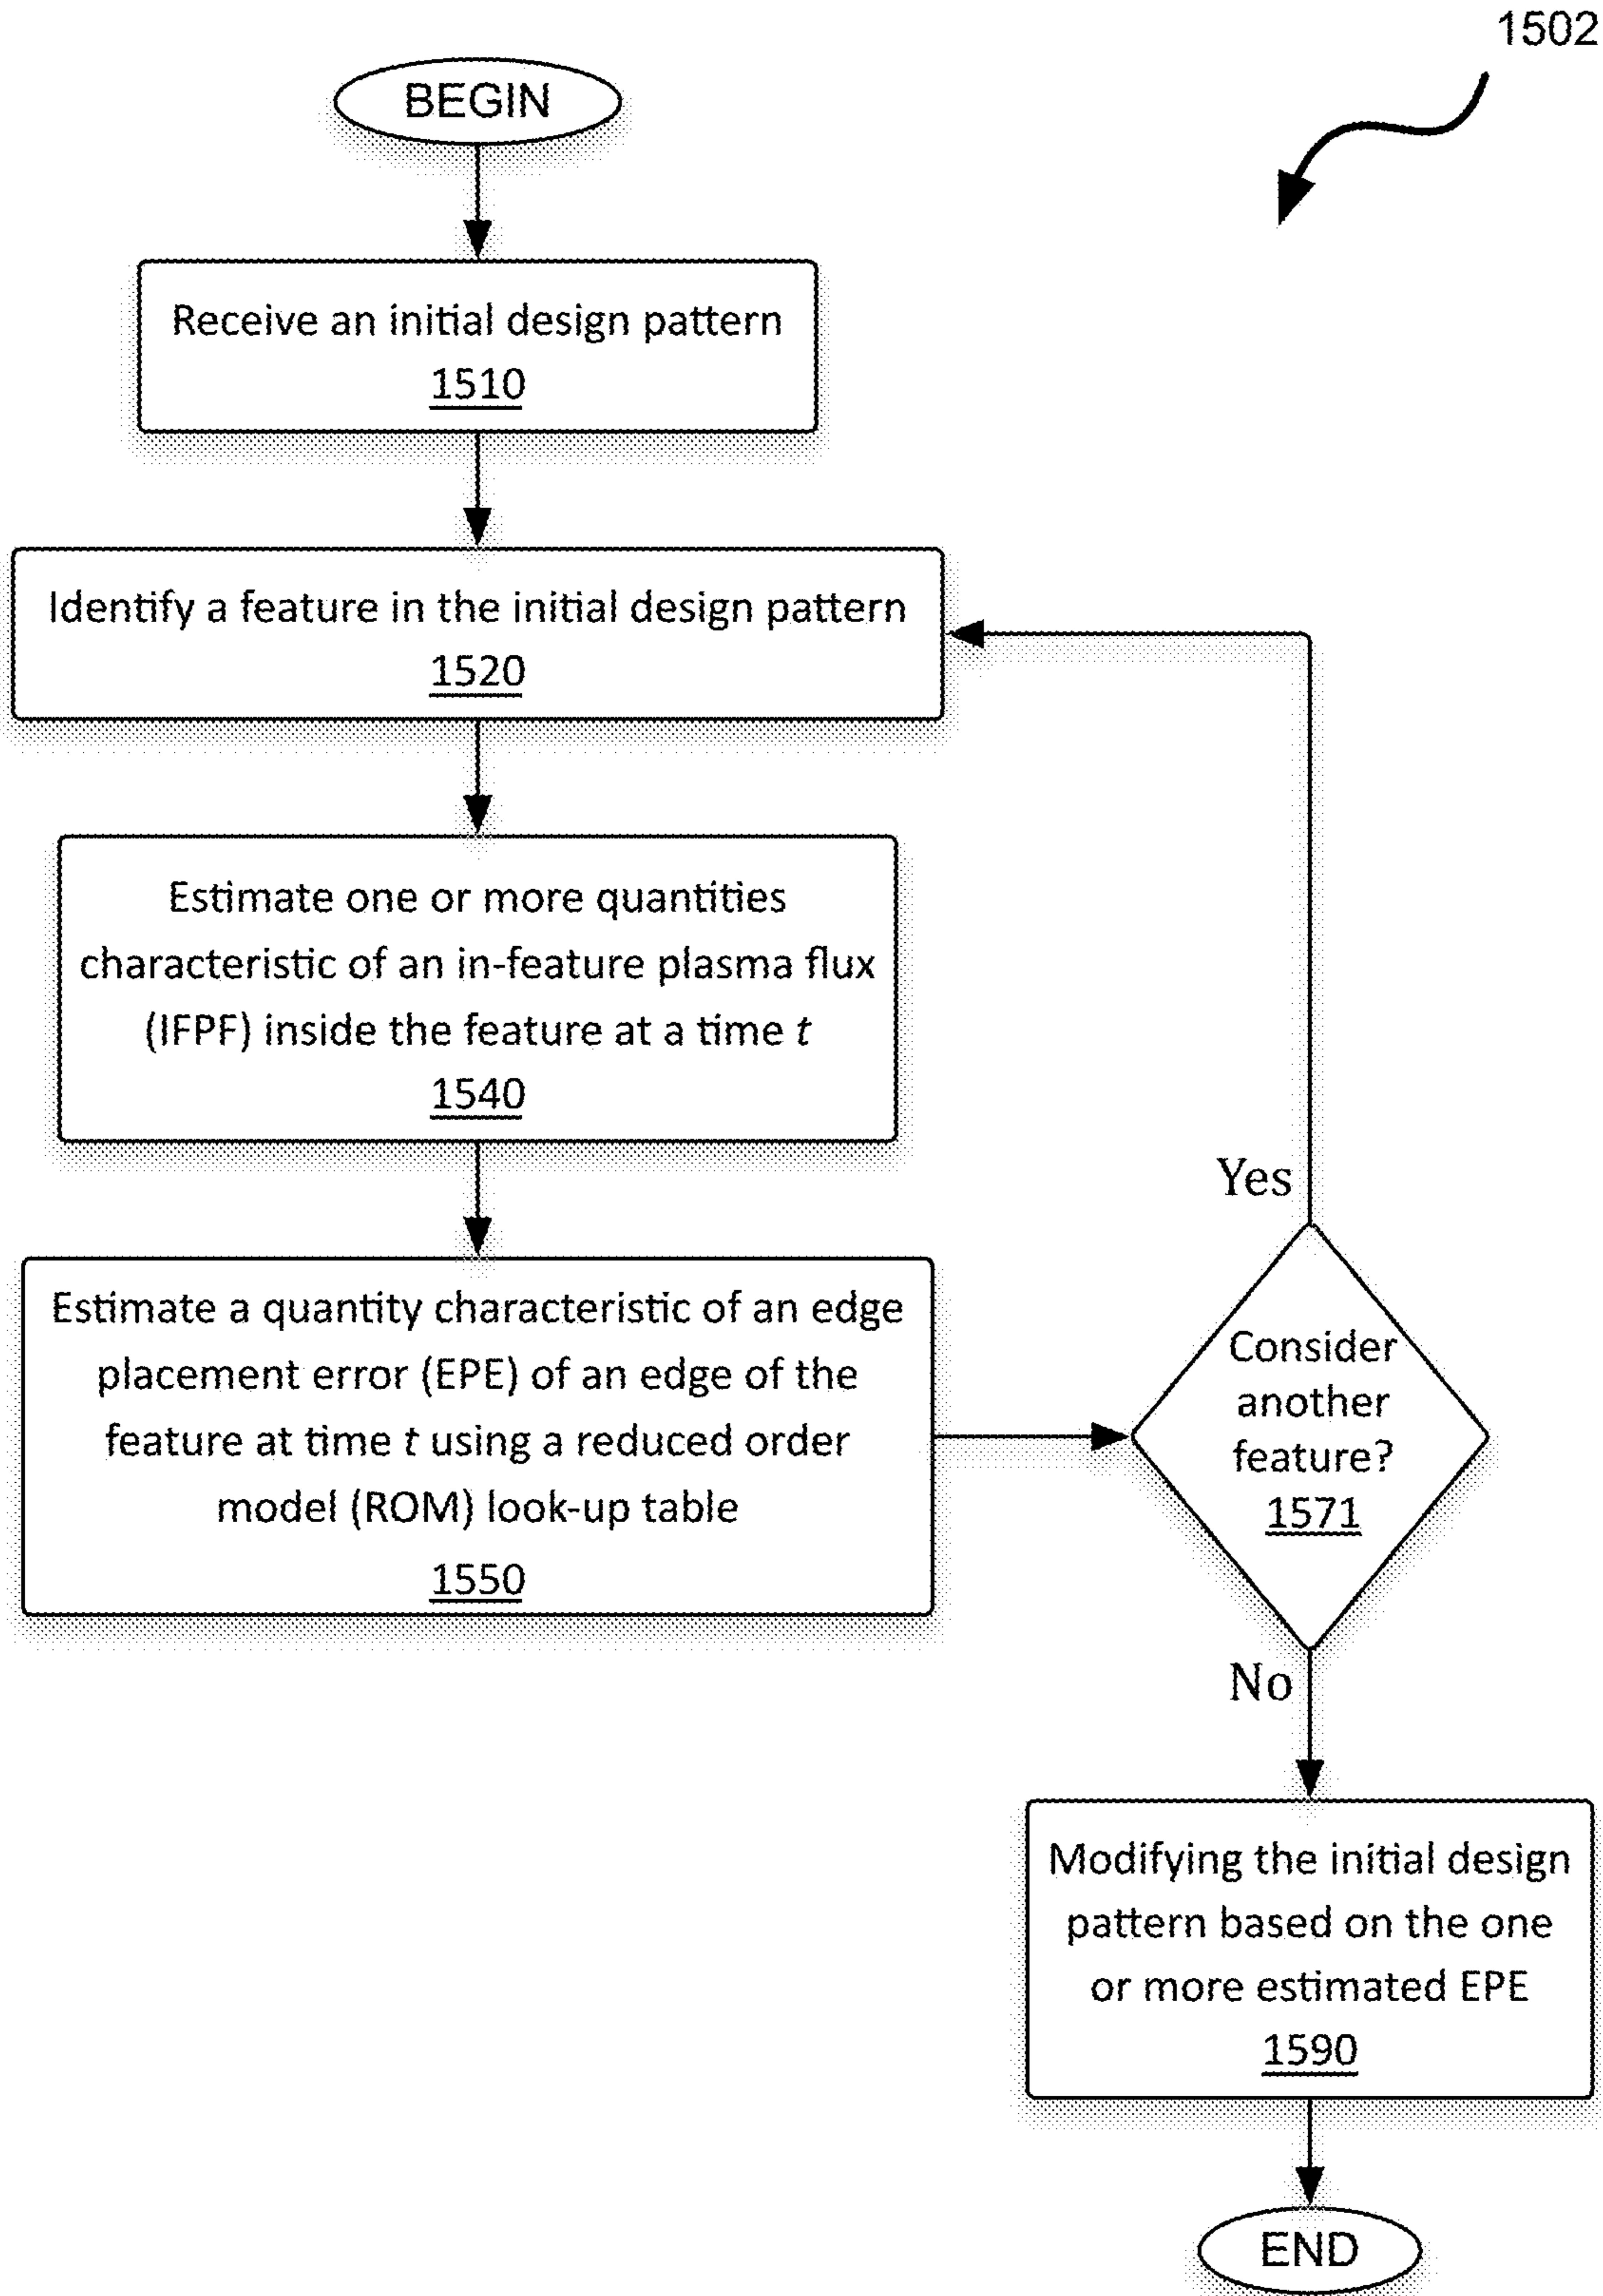 1502
BEGIN
Receive an initial design pattern
1510
Identify a feature in the initial design pattern
1520
Estimate one or more quantities
characteristic of an in-feature plasma flux
(IFPF) inside the feature at a time t
1540
Estimate a quantity characteristic of an edge
placement error (EPE) of an edge of the
feature at time t using a reduced order
model (ROM) look-up table
1550
Yes
Consider
another
feature?
1571
No
Modifying the initial design
pattern based on the one
or more estimated EPE
1590
END